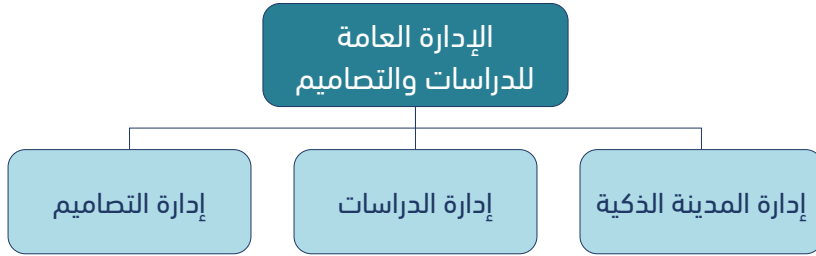 الإدارة العامة
للدراسات والتصاميم
إدارة المدينة الذكية
إدارة الدراسات
إدارة التصاميم